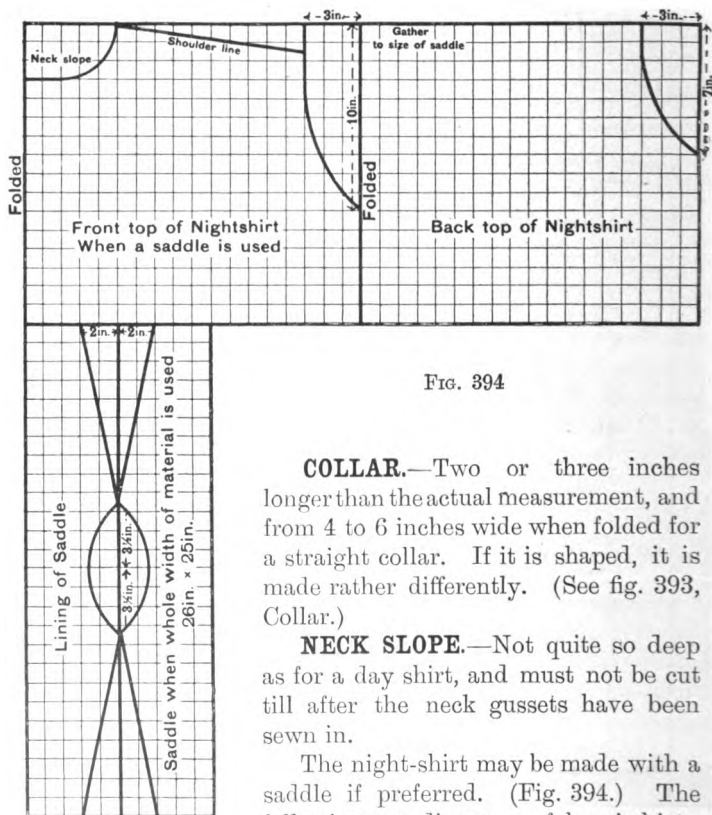 3in.
3in.
Neck slope
Shoulder line
Gather
to size of saddle
10in.
7in.
Folded
Folded
Front top of Nightshirt
When a saddle is used
Back top of Nightshirt
2in.
2in.
Lining of Saddle
3½in.
3½in.
Saddle when whole width of material is used
26in. × 25in.
FIG. 394
COLLAR.—Two or three inches
longer than the actual measurement, and
from 4 to 6 inches wide when folded for
a straight collar. If it is shaped, it is
made rather differently. (See fig. 393,
Collar.)
NECK SLOPE.—Not quite so deep
as for a day shirt, and must not be cut
till after the neck gussets have been
sewn in.
The night-shirt may be made with a
saddle if preferred. (Fig. 394.) The